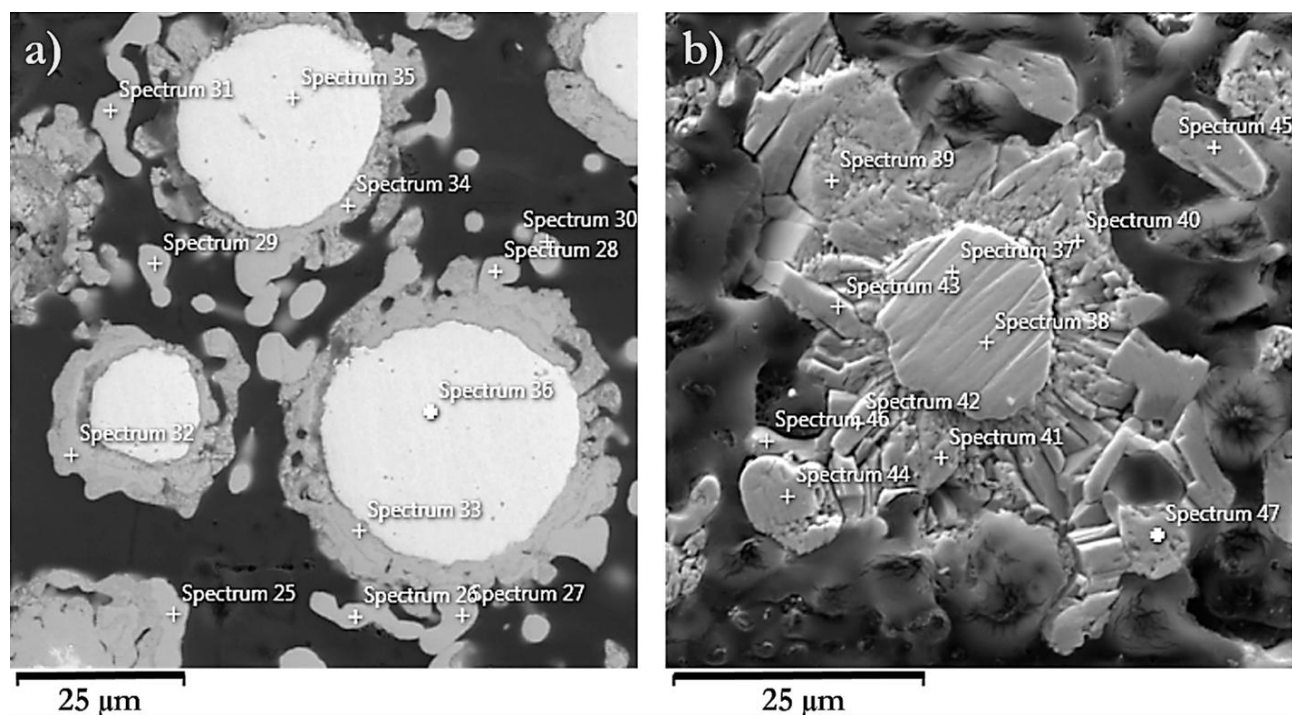 a)
Spectrum 35
Spectrum 31
Spectrum 34
Spectrum 30
Spectrum 29
Spectrum 28
Spectrum 36
Spectrum 32
Spectrum 33
Spectrum 25
Spectrum 26
Spectrum 27
25 µm
b)
Spectrum 45
Spectrum 39
Spectrum 40
Spectrum 37
Spectrum 43
Spectrum 38
Spectrum 42
Spectrum 46
Spectrum 41
Spectrum 44
Spectrum 47
25 µm